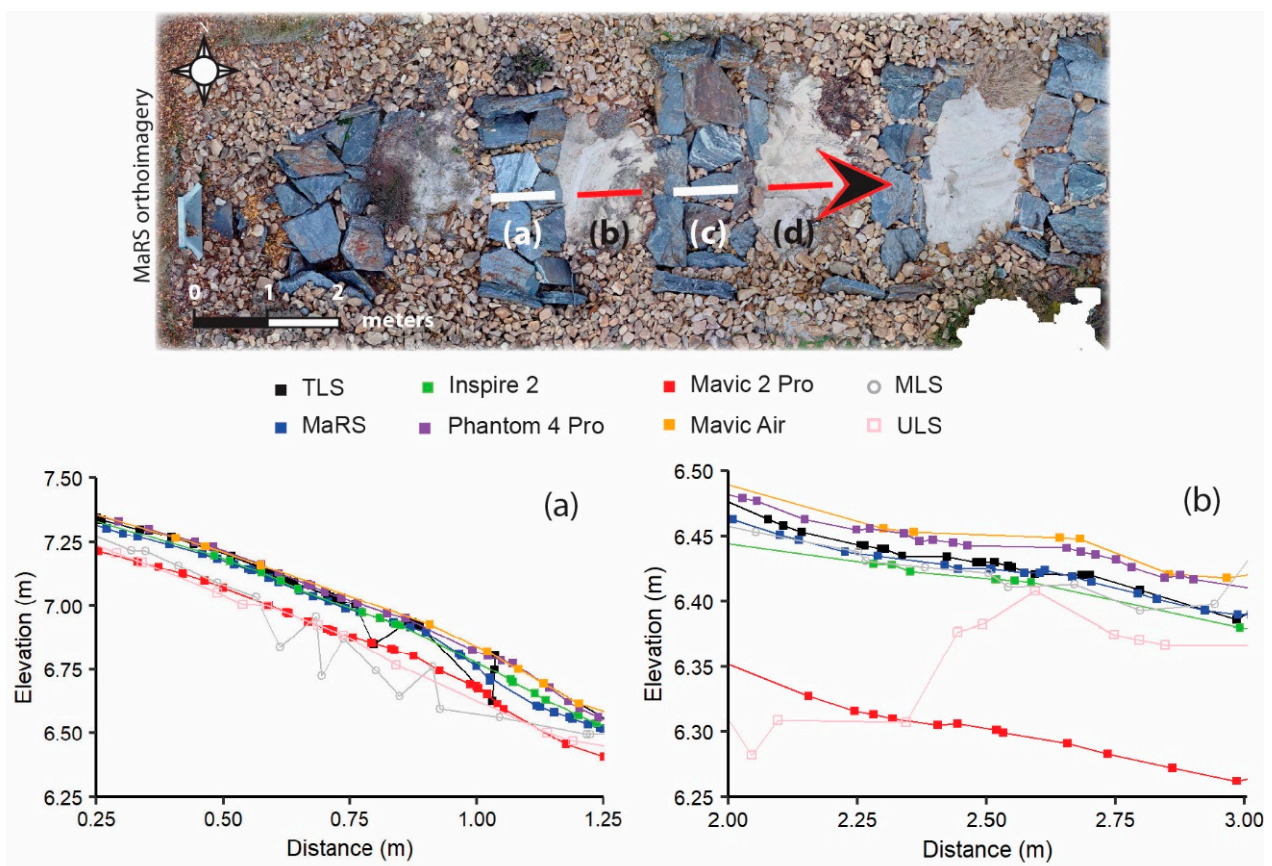 N
MaRS orthoimagery
(a) (b) (c) (d)
0 1 2
meters
TLS Inspire 2 Mavic 2 Pro MLS
MaRS Phantom 4 Pro Mavic Air ULS
(a)
7.50
7.25
7.00
6.75
6.50
6.25
Elevation (m)
0.25 0.50 0.75 1.00 1.25
Distance (m)
(b)
6.50
6.45
6.40
6.35
6.30
6.25
Elevation (m)
2.00 2.25 2.50 2.75 3.00
Distance (m)